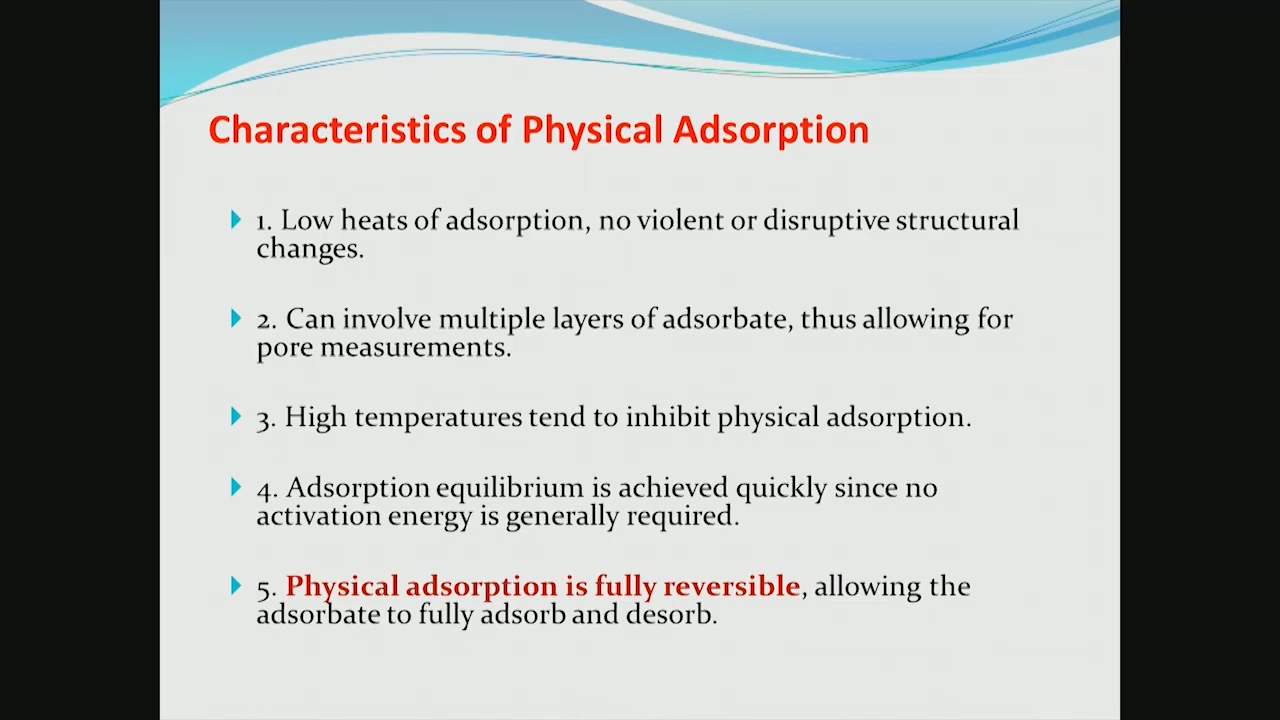 Characteristics of Physical Adsorption
1. Low heats of adsorption, no violent or disruptive structural
changes.
2. Can involve multiple layers of adsorbate, thus allowing for
pore measurements.
3. High temperatures tend to inhibit physical adsorption.
4. Adsorption equilibrium is achieved quickly since no
activation energy is generally required.
5. Physical adsorption is fully reversible, allowing the
adsorbate to fully adsorb and desorb.